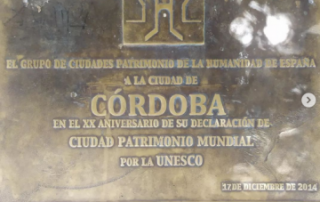 EL GRUPO DE CIUDADES PATRIMONIO DE LA HUMANIDAD DE ESPAÑA
A LA CIUDAD DE
CÓRDOBA
EN EL XX ANIVERSARIO DE SU DECLARACIÓN DE
CIUDAD PATRIMONIO MUNDIAL
POR LA UNESCO
17 DE DICIEMBRE DE 2014